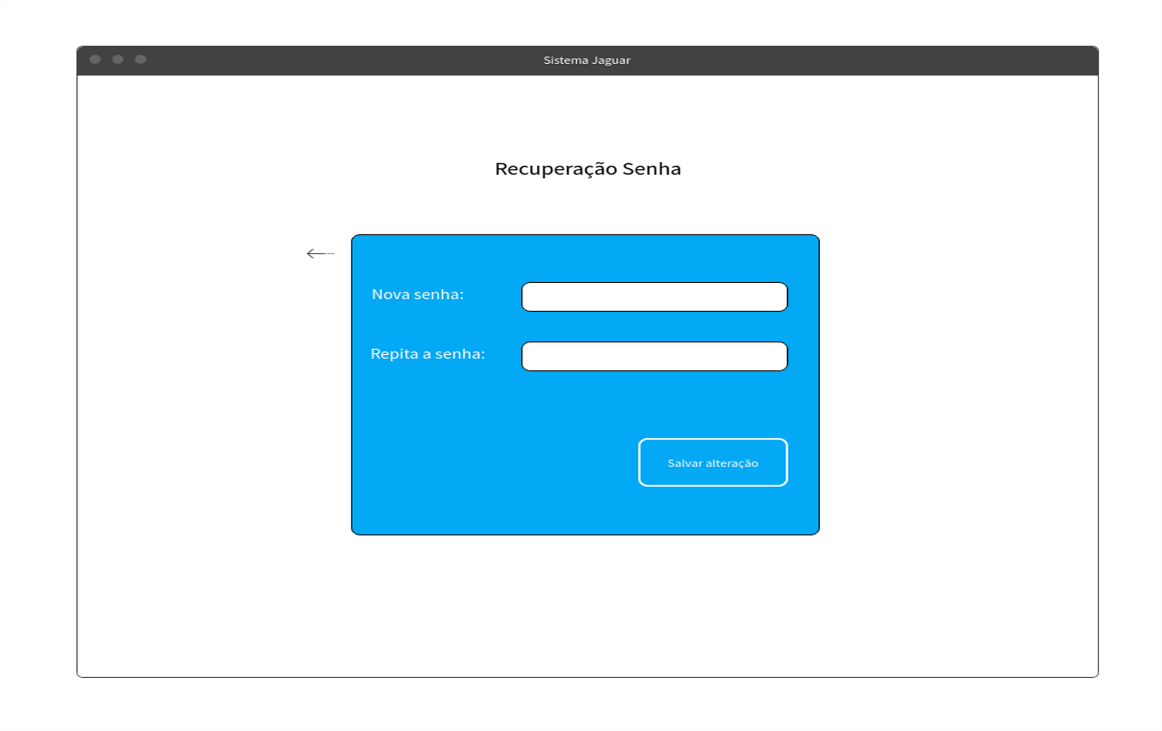 Sistema Jaguar
Recuperação Senha
Nova senha:
Repita a senha:
Salvar alteração